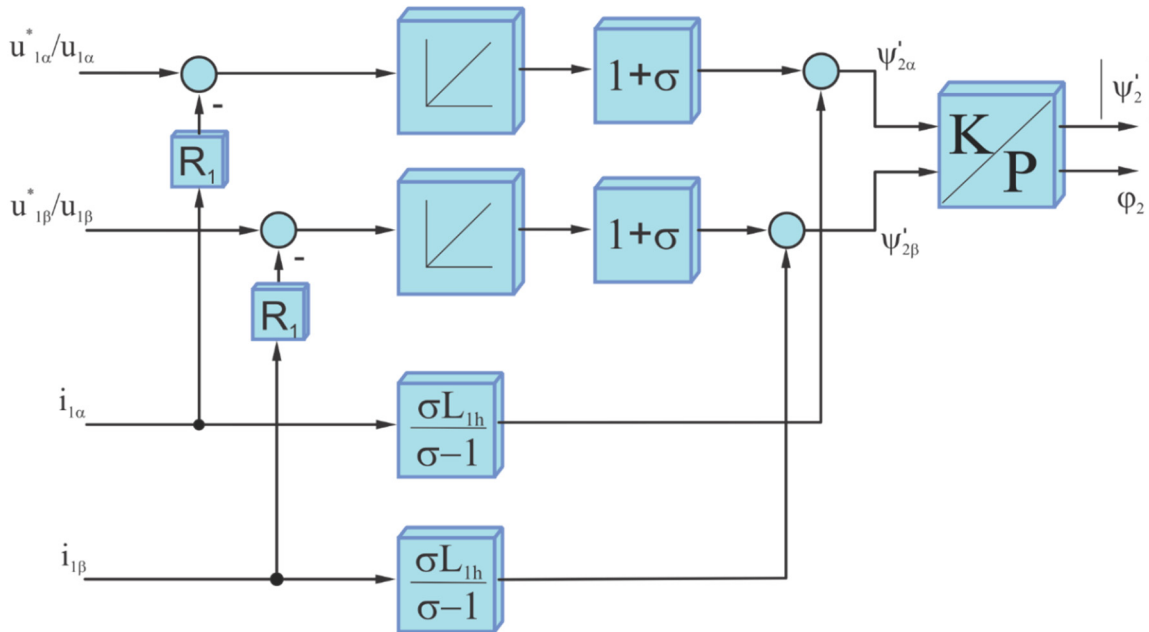 u*1α/u1α
-
R1
1+σ
ψ'2α
K/P
|ψ'2
φ2
u*1β/u1β
-
R1
1+σ
ψ'2β
i1α
σL1h
σ−1
i1β
σL1h
σ−1